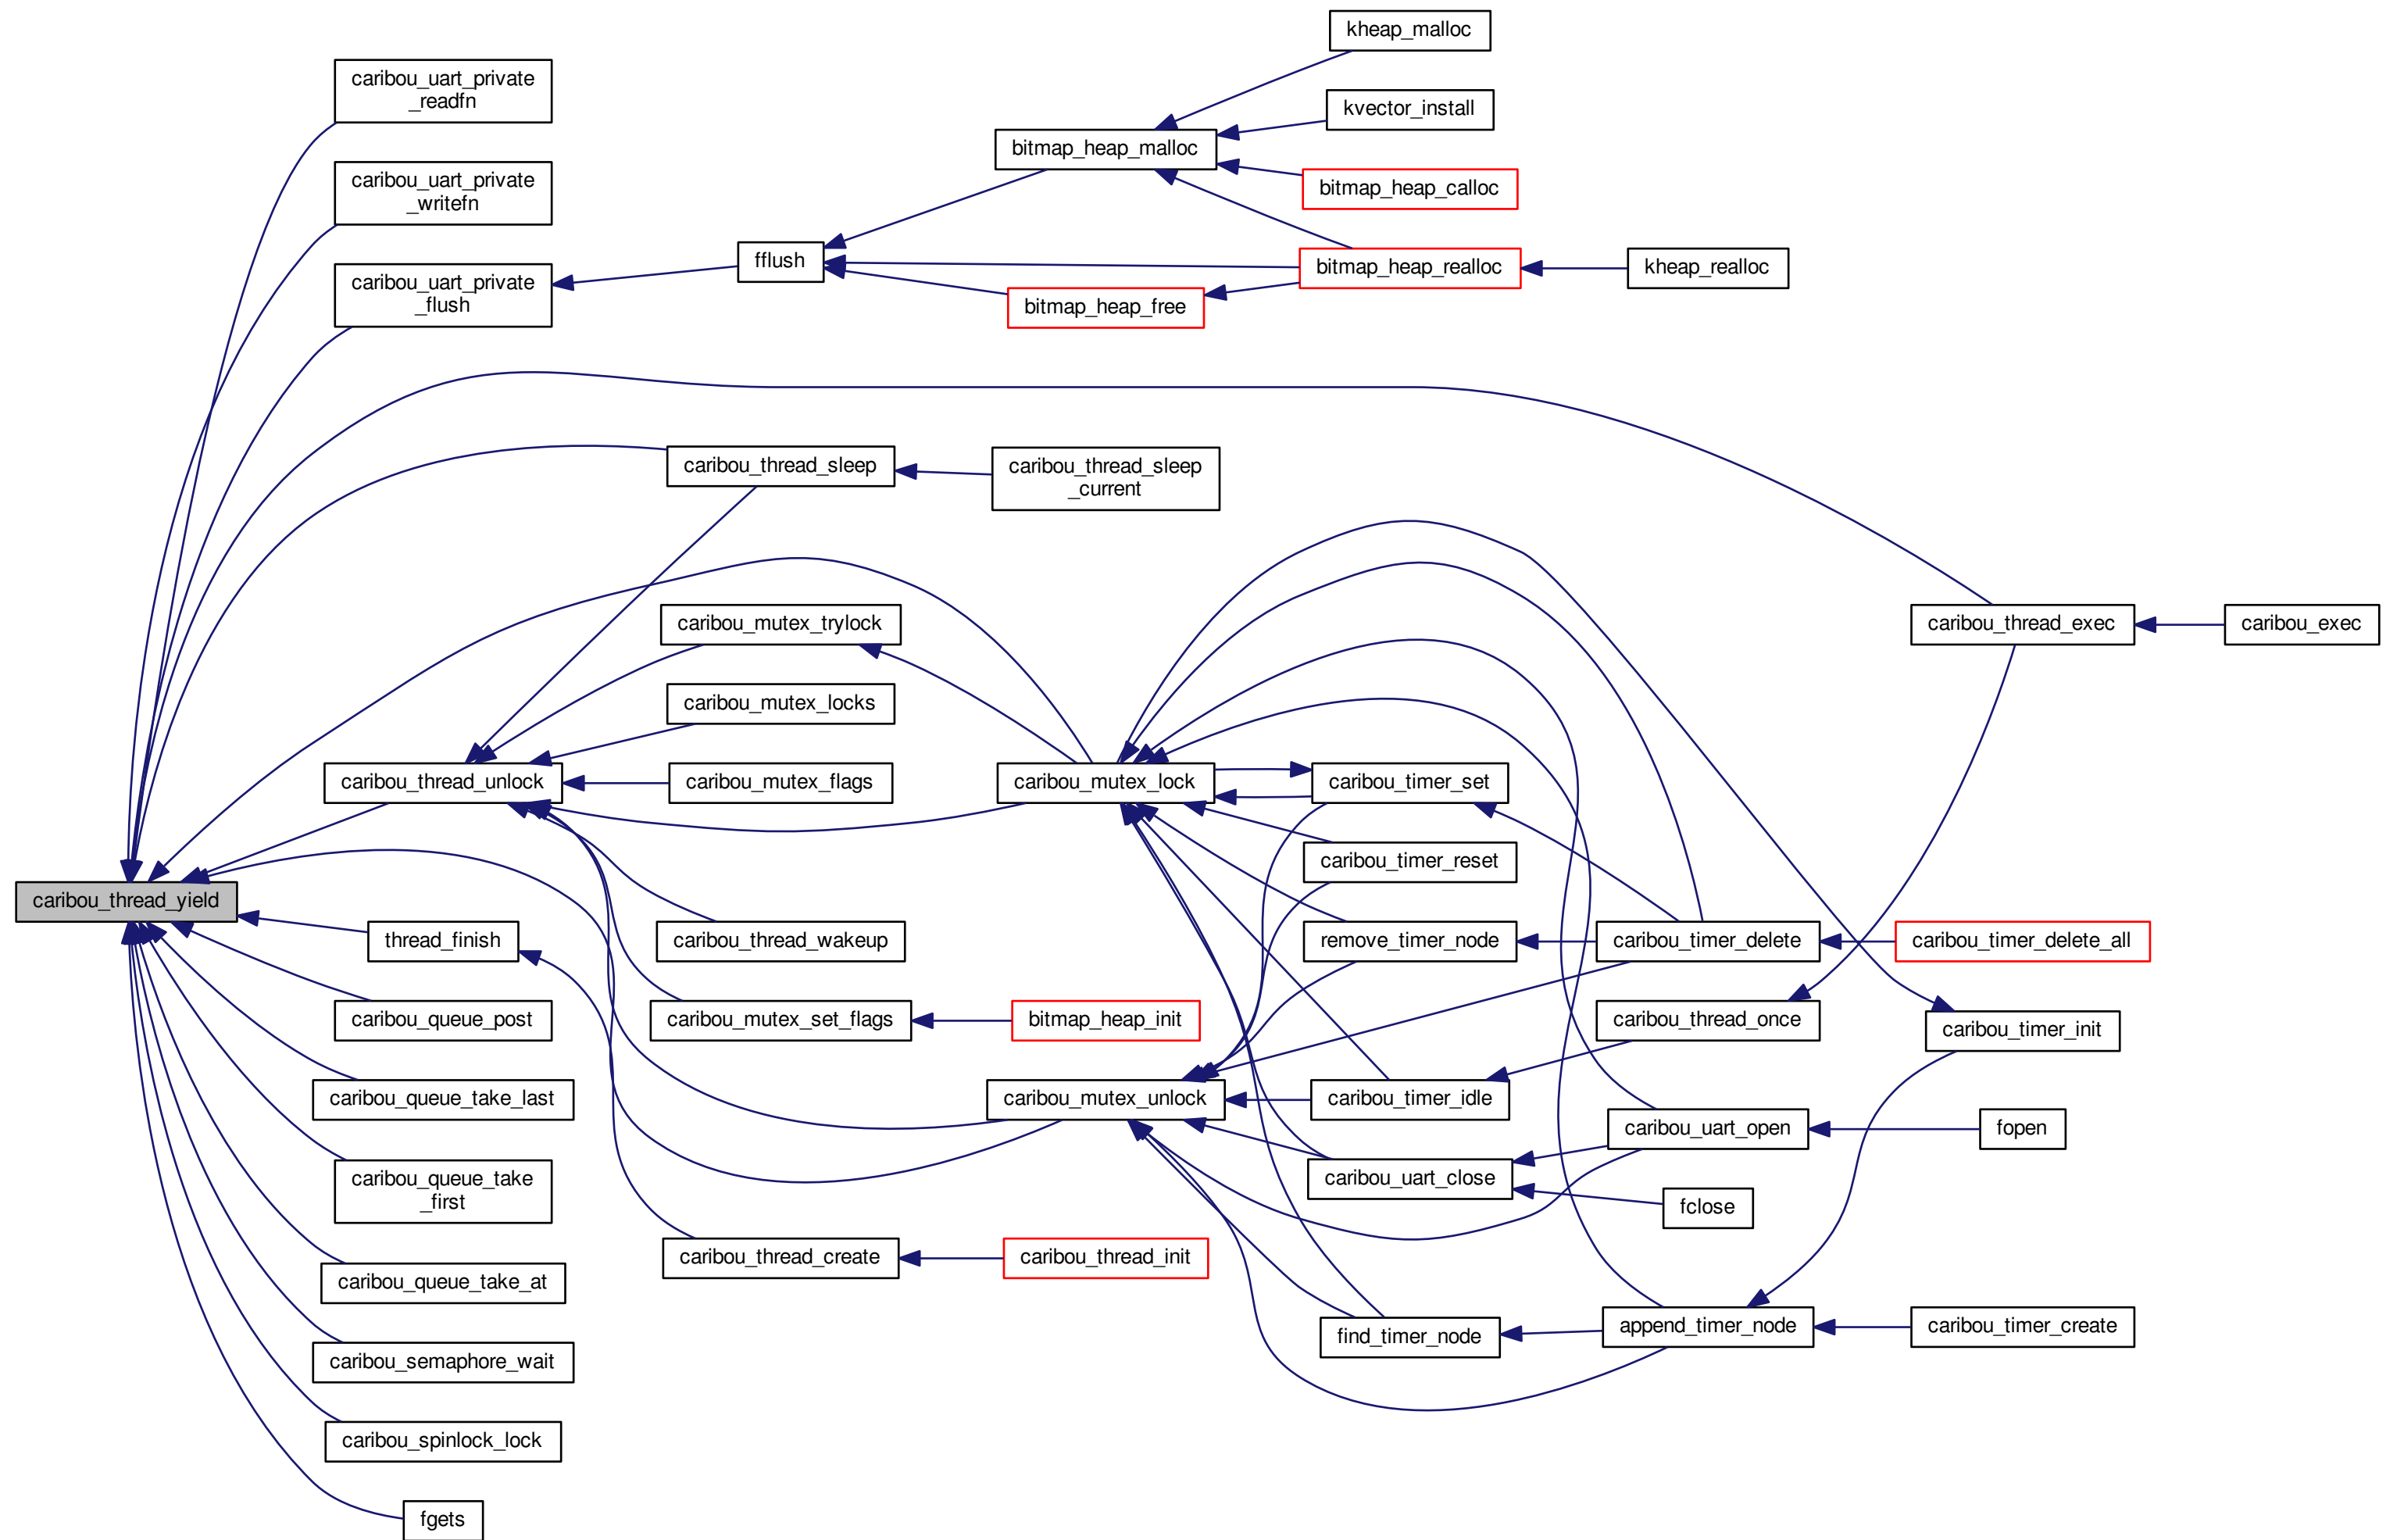 kheap_malloc
caribou_uart_private
_readfn
kvector_install
bitmap_heap_malloc
caribou_uart_private
_writefn
bitmap_heap_calloc
fflush
bitmap_heap_realloc
kheap_realloc
caribou_uart_private
_flush
bitmap_heap_free
caribou_thread_sleep
caribou_thread_sleep
_current
caribou_mutex_trylock
caribou_thread_exec
caribou_exec
caribou_mutex_locks
caribou_thread_unlock
caribou_mutex_flags
caribou_mutex_lock
caribou_timer_set
caribou_timer_reset
caribou_thread_yield
thread_finish
caribou_thread_wakeup
remove_timer_node
caribou_timer_delete
caribou_timer_delete_all
caribou_queue_post
caribou_mutex_set_flags
bitmap_heap_init
caribou_thread_once
caribou_timer_init
caribou_queue_take_last
caribou_mutex_unlock
caribou_timer_idle
caribou_uart_open
fopen
caribou_queue_take
_first
caribou_uart_close
fclose
caribou_thread_create
caribou_thread_init
caribou_queue_take_at
find_timer_node
append_timer_node
caribou_timer_create
caribou_semaphore_wait
caribou_spinlock_lock
fgets